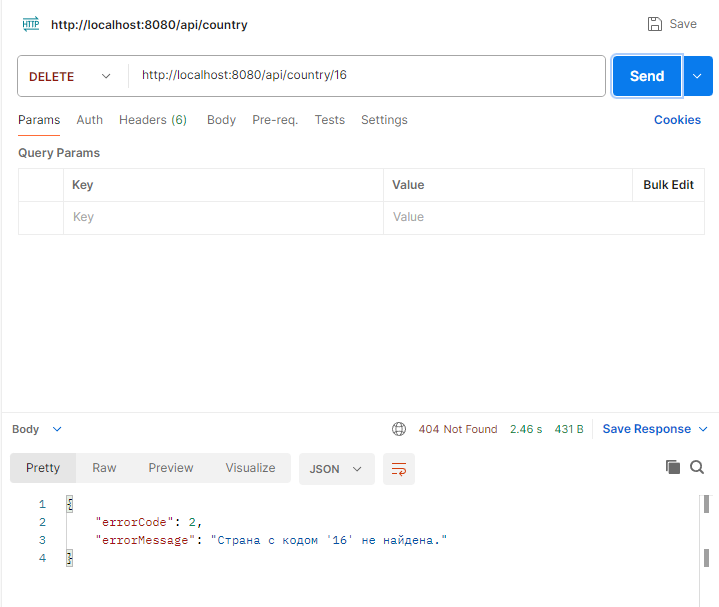 HTTP http://localhost:8080/api/country Save
DELETE http://localhost:8080/api/country/16 Send
Params Auth Headers (6) Body Pre-req. Tests Settings Cookies
Query Params
Key Value Bulk Edit
Key Value
Body 404 Not Found 2.46 s 431 B Save Response
Pretty Raw Preview Visualize JSON
1 {
2 "errorCode": 2,
3 "errorMessage": "Страна с кодом '16' не найдена."
4 }